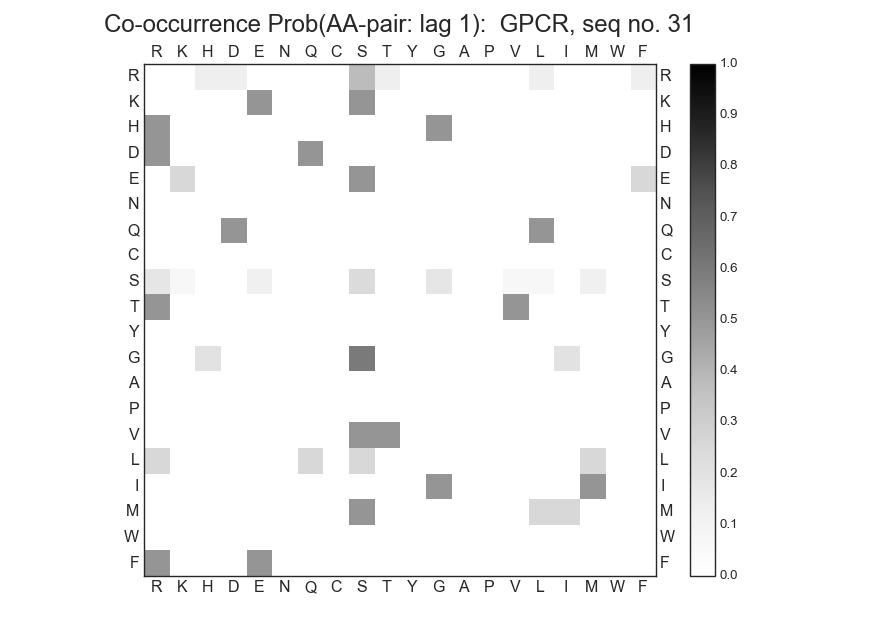 Co-occurrence Prob(AA-pair: lag 1):  GPCR, seq no. 31
R K H D E N Q C S T Y G A P V L I M W F
R R 1.0
K K 0.9
H H
D D 0.8
E E
N N 0.7
Q Q
C C 0.6
S S
T T 0.5
Y Y
G G 0.4
A A
P P 0.3
V V
L L 0.2
I I
M M 0.1
W W
F F 0.0
R K H D E N Q C S T Y G A P V L I M W F